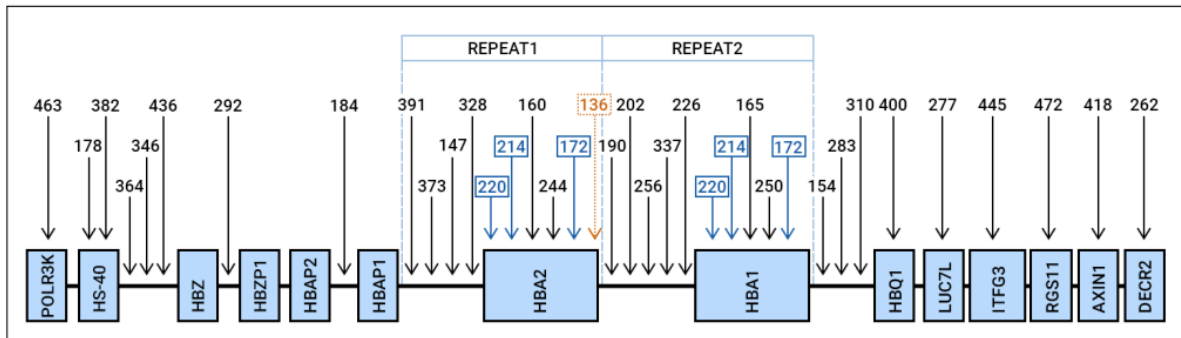 REPEAT1 REPEAT2
463 382 436 292 184 391 328 160 136 202 226 165 310 400 277 445 472 418 262
178 346 147 214 172 190 337 214 172 283
364 373 220 244 256 220 250 154
POLR3K HS-40 HBZ HBZP1 HBAP2 HBAP1 HBA2 HBA1 HBQ1 LUC7L ITFG3 RGS11 AXIN1 DECR2